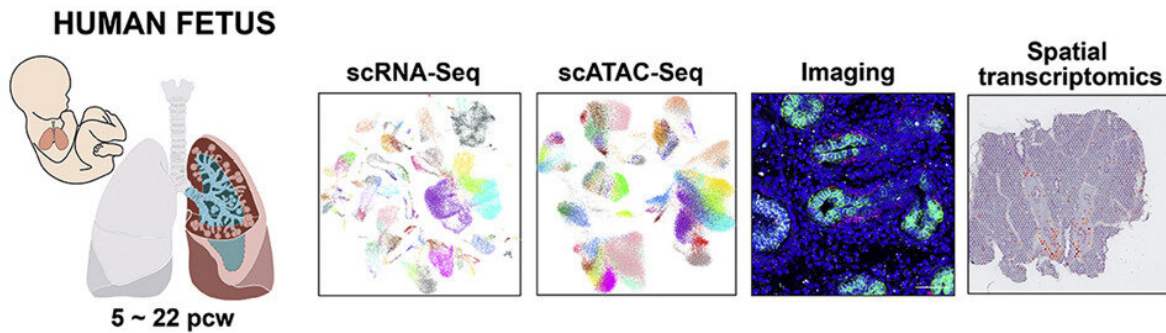 HUMAN FETUS
5 ~ 22 pcw
scRNA-Seq
scATAC-Seq
Imaging
Spatial
transcriptomics